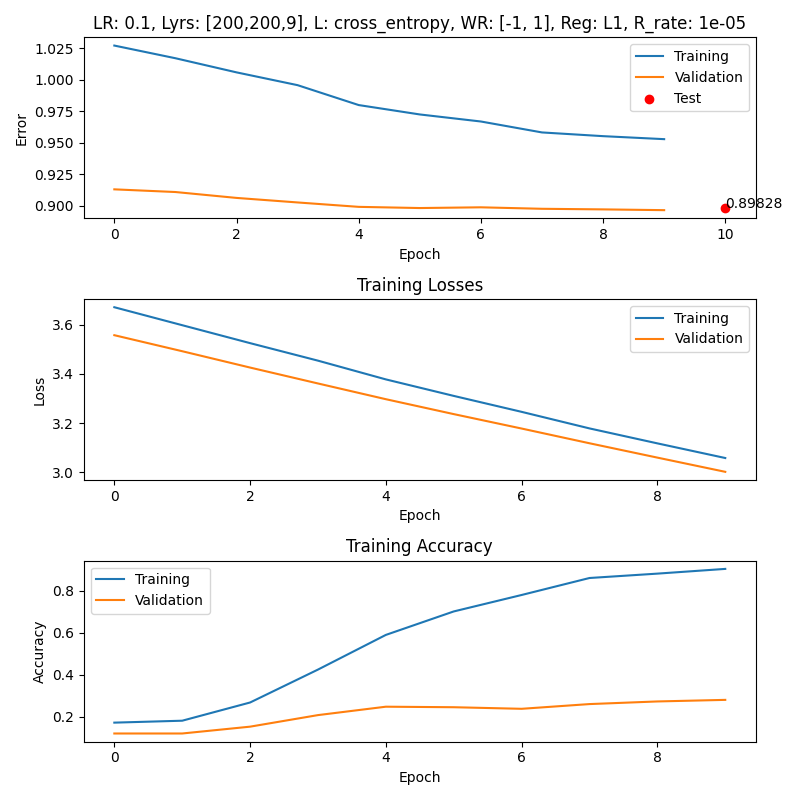 LR: 0.1, Lyrs: [200,200,9], L: cross_entropy, WR: [-1, 1], Reg: L1, R_rate: 1e-05
1.025
1.000
0.975
0.950
0.925
0.900
Error
Training
Validation
Test
0.89828
0 2 4 6 8 10
Epoch
Training Losses
3.6
3.4
3.2
3.0
Loss
Training
Validation
0 2 4 6 8
Epoch
Training Accuracy
0.8
0.6
0.4
0.2
Accuracy
Training
Validation
0 2 4 6 8
Epoch